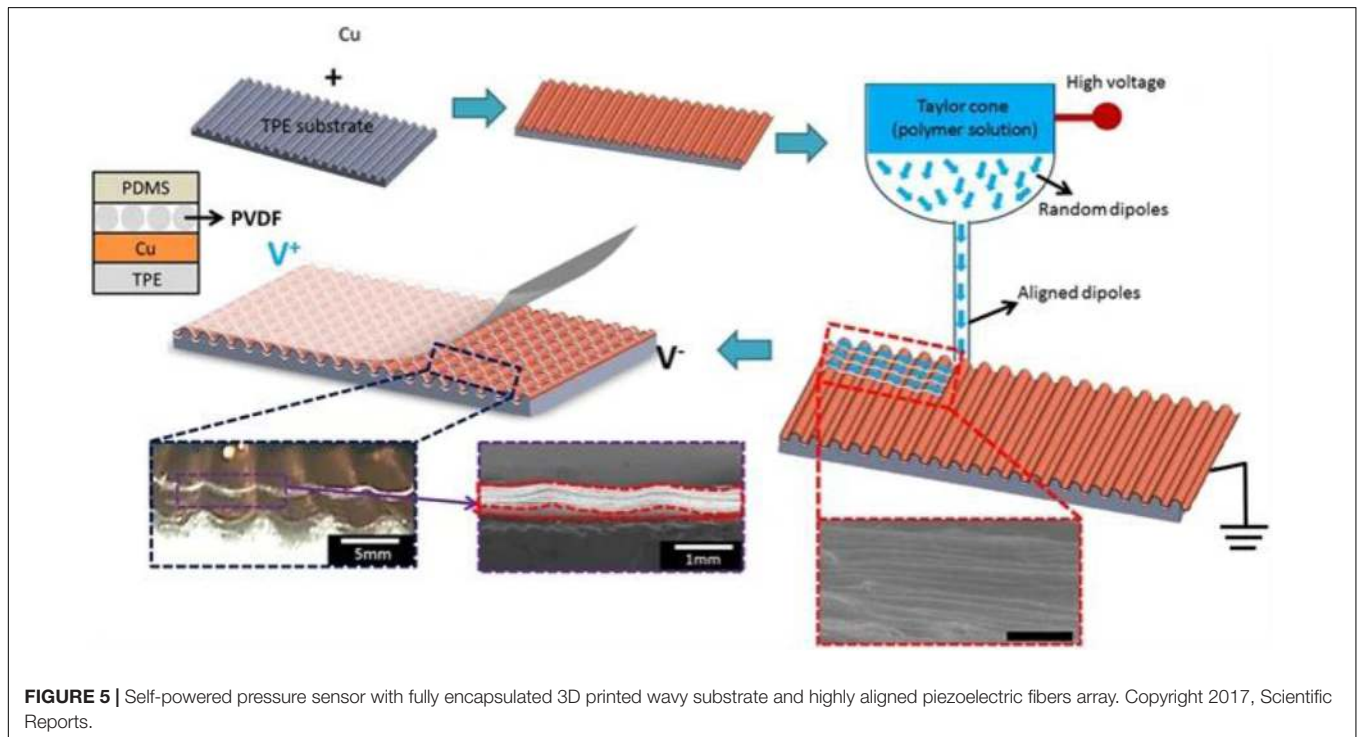 Cu
+
TPE substrate
High voltage
Taylor cone
(polymer solution)
Random dipoles
Aligned dipoles
PDMS
PVDF
Cu
TPE
V⁺
V⁻
5mm
1mm
FIGURE 5 | Self-powered pressure sensor with fully encapsulated 3D printed wavy substrate and highly aligned piezoelectric fibers array. Copyright 2017, Scientific
Reports.